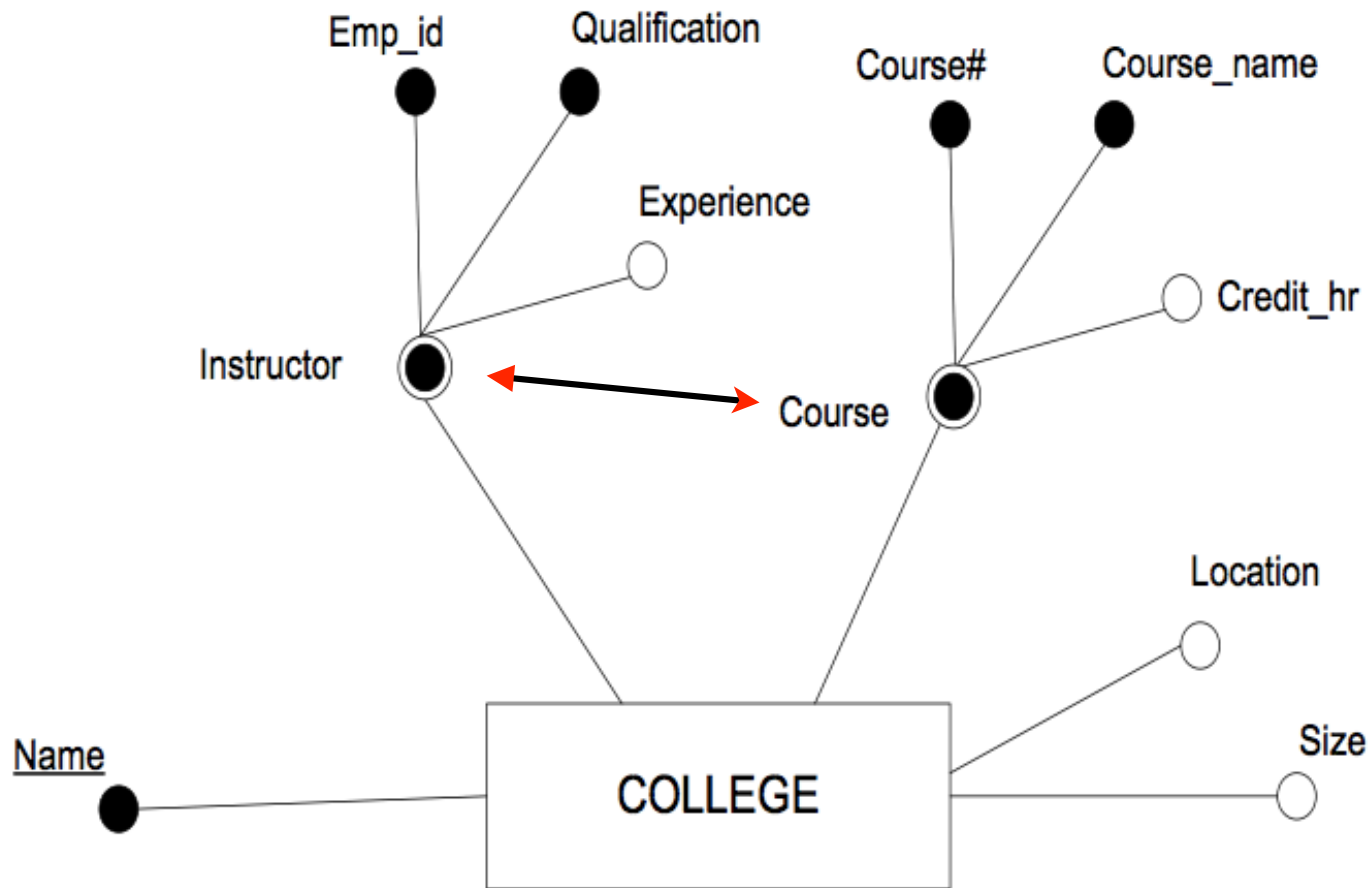 Emp_id
Qualification
Course#
Course_name
Experience
Credit_hr
Instructor
Course
Location
Name
Size
COLLEGE